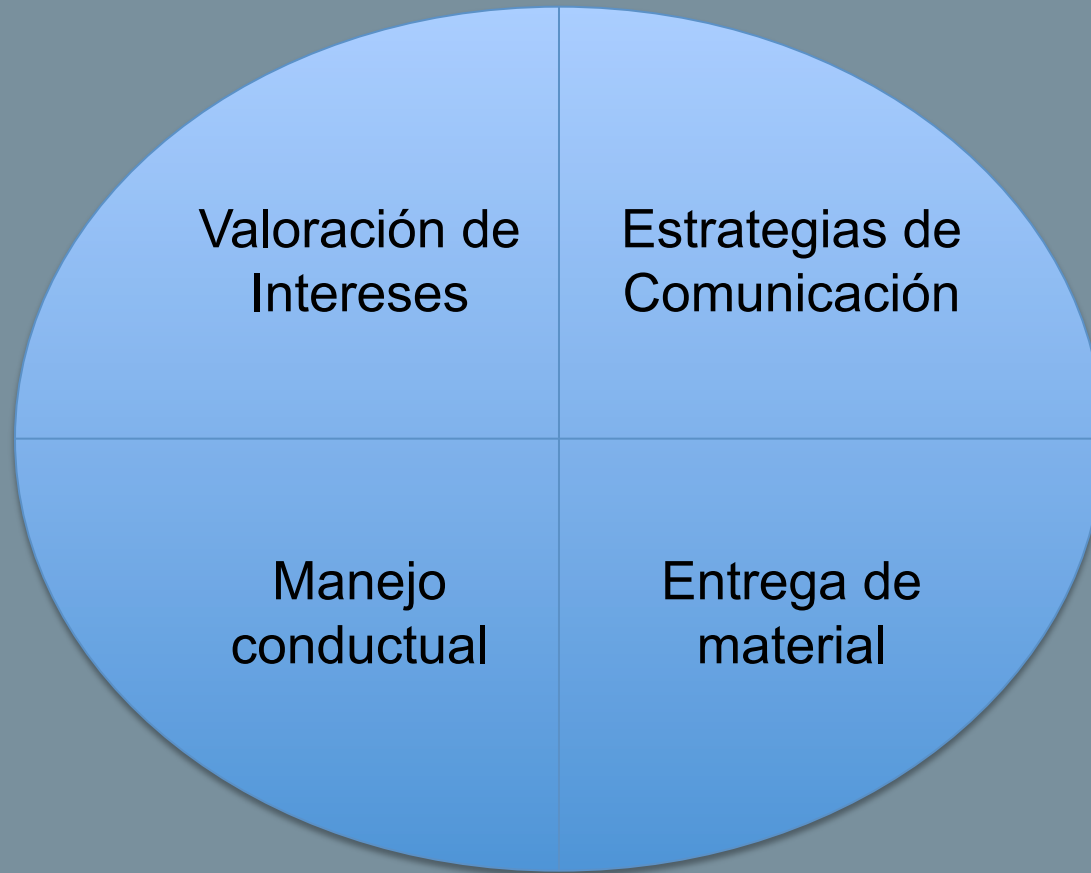 Valoración de
Intereses
Estrategias de
Comunicación
Manejo
conductual
Entrega de
material